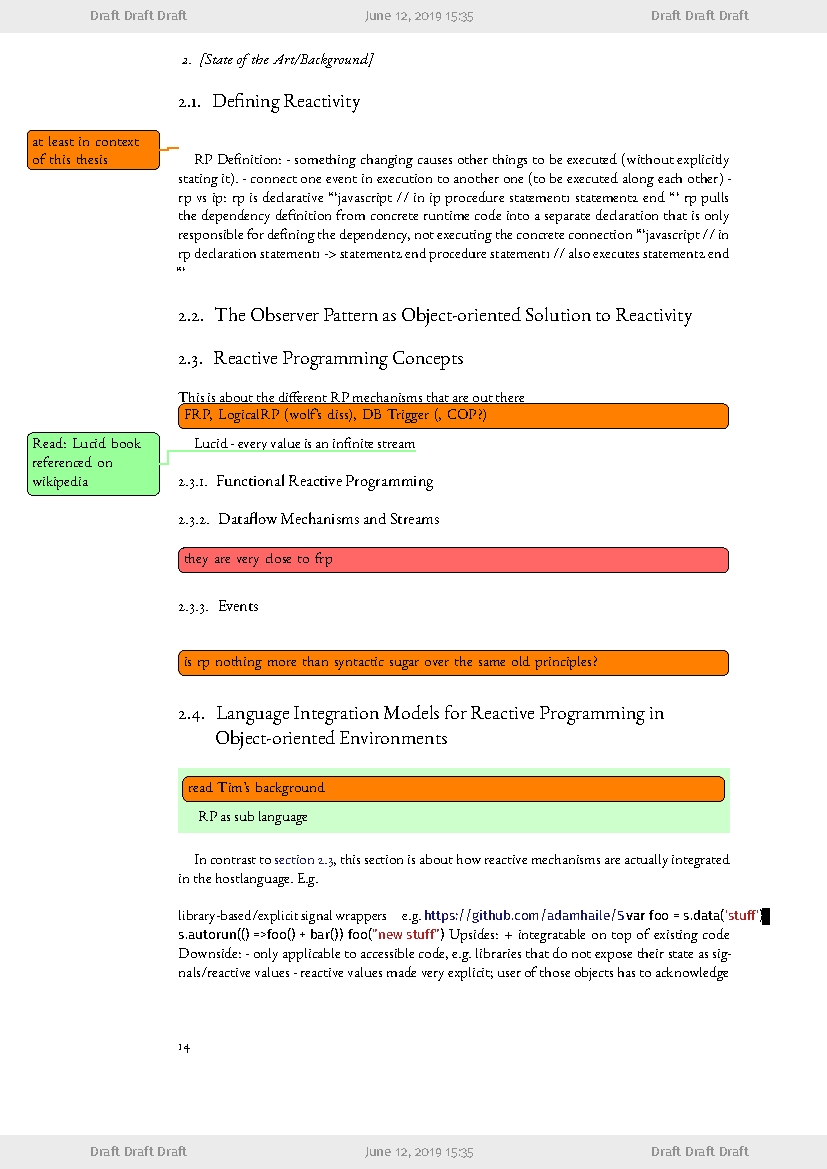 Draft Draft Draft June 12, 2019 15:35 Draft Draft Draft
2. [State of the Art/Background]
2.1. Defining Reactivity
at least in context
of this thesis
RP Definition: - something changing causes other things to be executed (without explicitly
stating it). - connect one event in execution to another one (to be executed along each other) -
rp vs ip: rp is declarative “‘javascript // in ip procedure statement1 statement2 end “‘ rp pulls
the dependency definition from concrete runtime code into a separate declaration that is only
responsible for defining the dependency, not executing the concrete connection “‘javascript // in
rp declaration statement1 -> statement2 end procedure statement1 // also executes statement2 end
“‘
2.2. The Observer Pattern as Object-oriented Solution to Reactivity
2.3. Reactive Programming Concepts
This is about the different RP mechanisms that are out there
FRP, LogicalRP (wolf's diss), DB Trigger (, COP?)
Read: Lucid book
referenced on
wikipedia
Lucid - every value is an infinite stream
2.3.1. Functional Reactive Programming
2.3.2. Dataflow Mechanisms and Streams
they are very close to frp
2.3.3. Events
is rp nothing more than syntactic sugar over the same old principles?
2.4. Language Integration Models for Reactive Programming in
Object-oriented Environments
read Tim's background
RP as sub language
In contrast to section 2.3, this section is about how reactive mechanisms are actually integrated
in the hostlanguage. E.g.
library-based/explicit signal wrappers e.g. https://github.com/adamhaile/S var foo = s.data('stuff')
s.autorun(() =>foo() + bar()) foo("new stuff") Upsides: + integratable on top of existing code
Downside: - only applicable to accessible code, e.g. libraries that do not expose their state as sig-
nals/reactive values - reactive values made very explicit; user of those objects has to acknowledge
14
Draft Draft Draft June 12, 2019 15:35 Draft Draft Draft